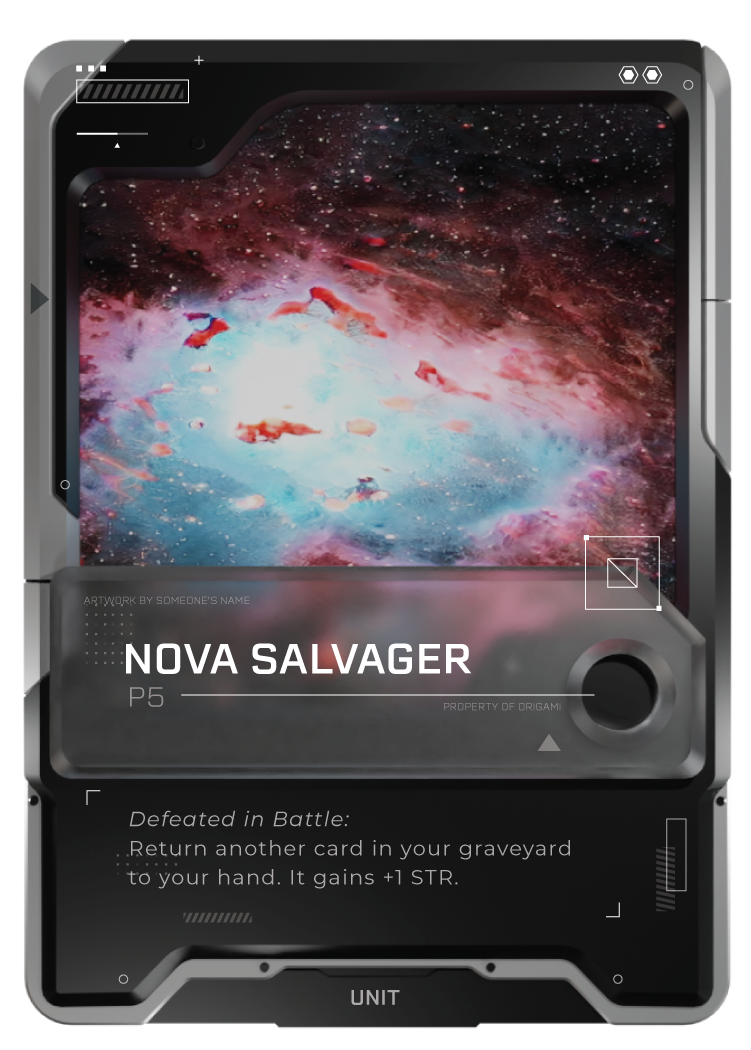 ARTWORK BY SOMEONE'S NAME
NOVA SALVAGER
P5
PROPERTY OF ORIGAMI
Defeated in Battle:
Return another card in your graveyard
to your hand. It gains +1 STR.
UNIT